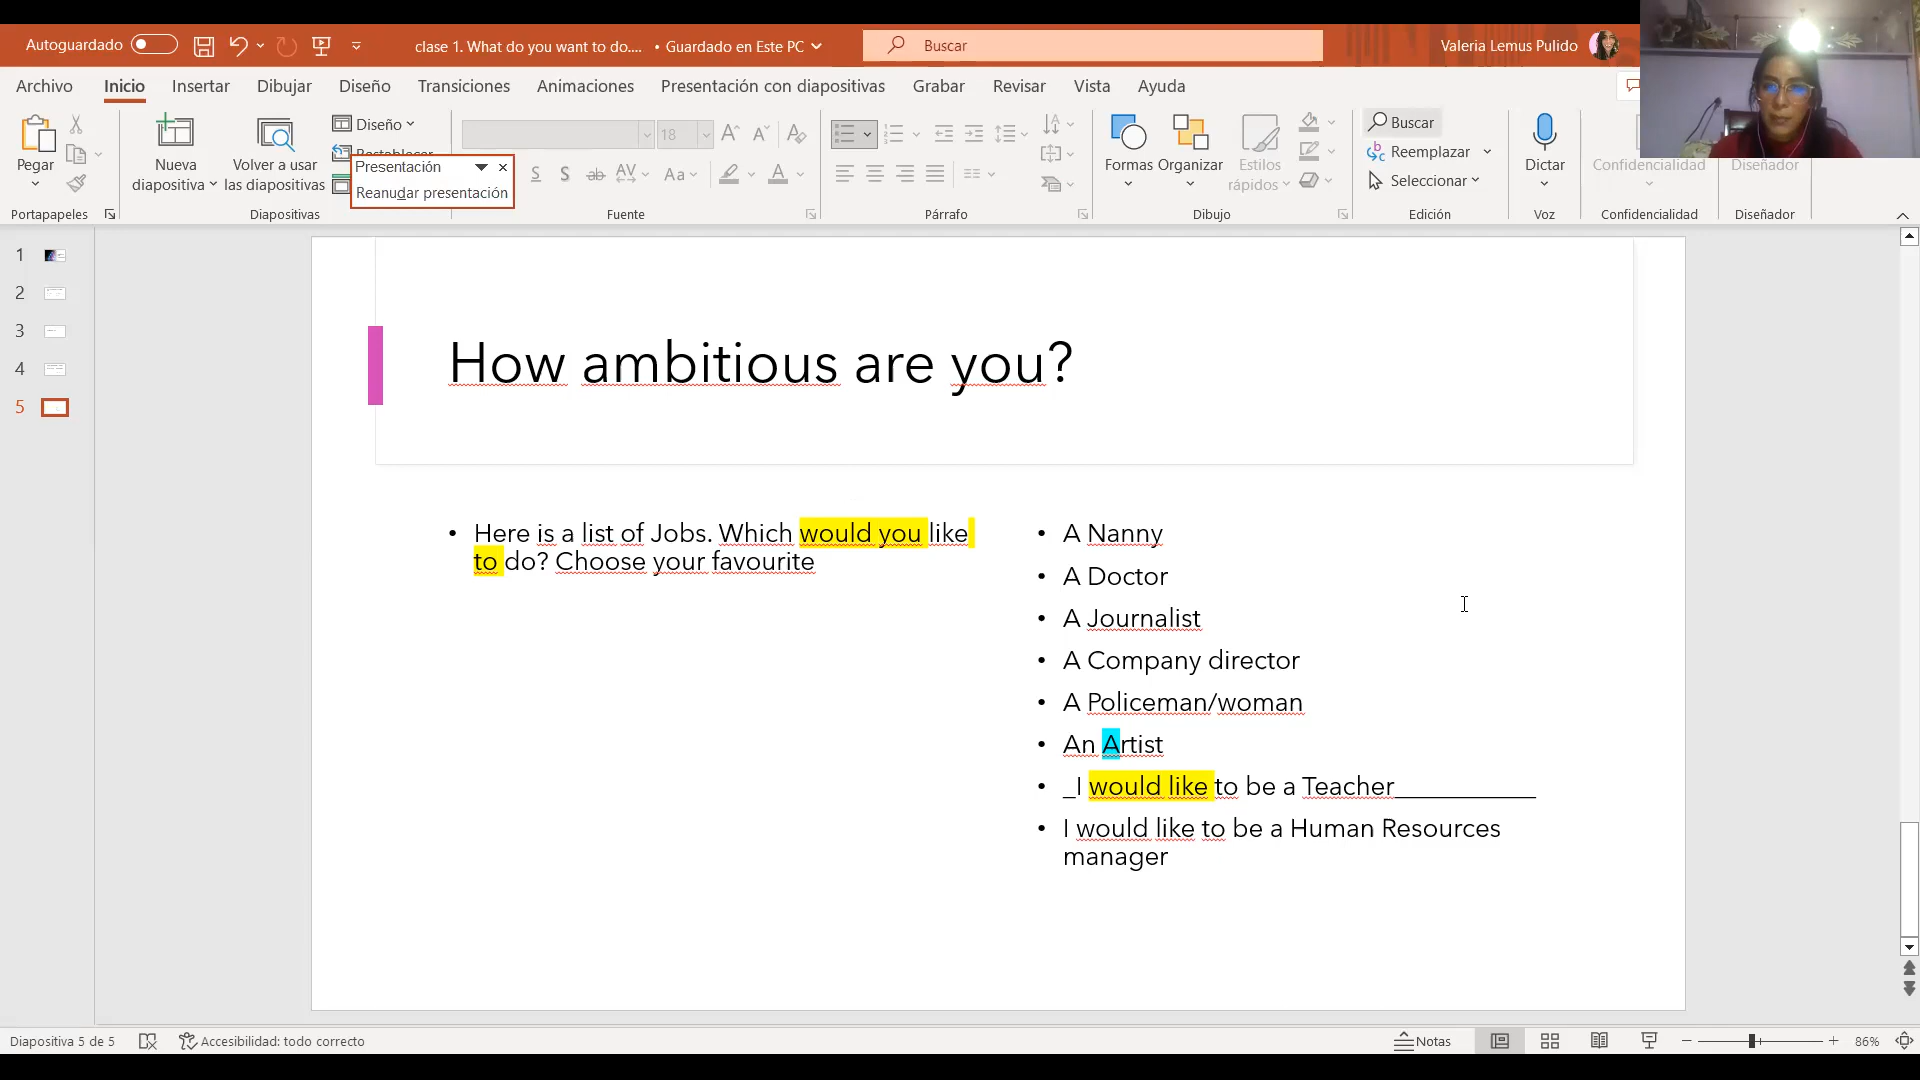 Autoguardado
clase 1. What do you want to do.... • Guardado en Este PC
Buscar
Valeria Lemus Pulido
Archivo Inicio Insertar Dibujar Diseño Transiciones Animaciones Presentación con diapositivas Grabar Revisar Vista Ayuda
Pegar
Nueva
diapositiva
Volver a usar
las diapositivas
Diseño
Restablecer
Presentación
Reanudar presentación
18
Formas
Organizar
Estilos
rápidos
Buscar
Reemplazar
Seleccionar
Dictar
Confidencialidad
Diseñador
Portapapeles Diapositivas Fuente Párrafo Dibujo Edición Voz Confidencialidad Diseñador
1
2
3
4
5
How ambitious are you?
• Here is a list of Jobs. Which would you like
to do? Choose your favourite
• A Nanny
• A Doctor
• A Journalist
• A Company director
• A Policeman/woman
• An Artist
• _I would like to be a Teacher___________
• I would like to be a Human Resources
manager
Diapositiva 5 de 5
Accesibilidad: todo correcto
Notas
86%